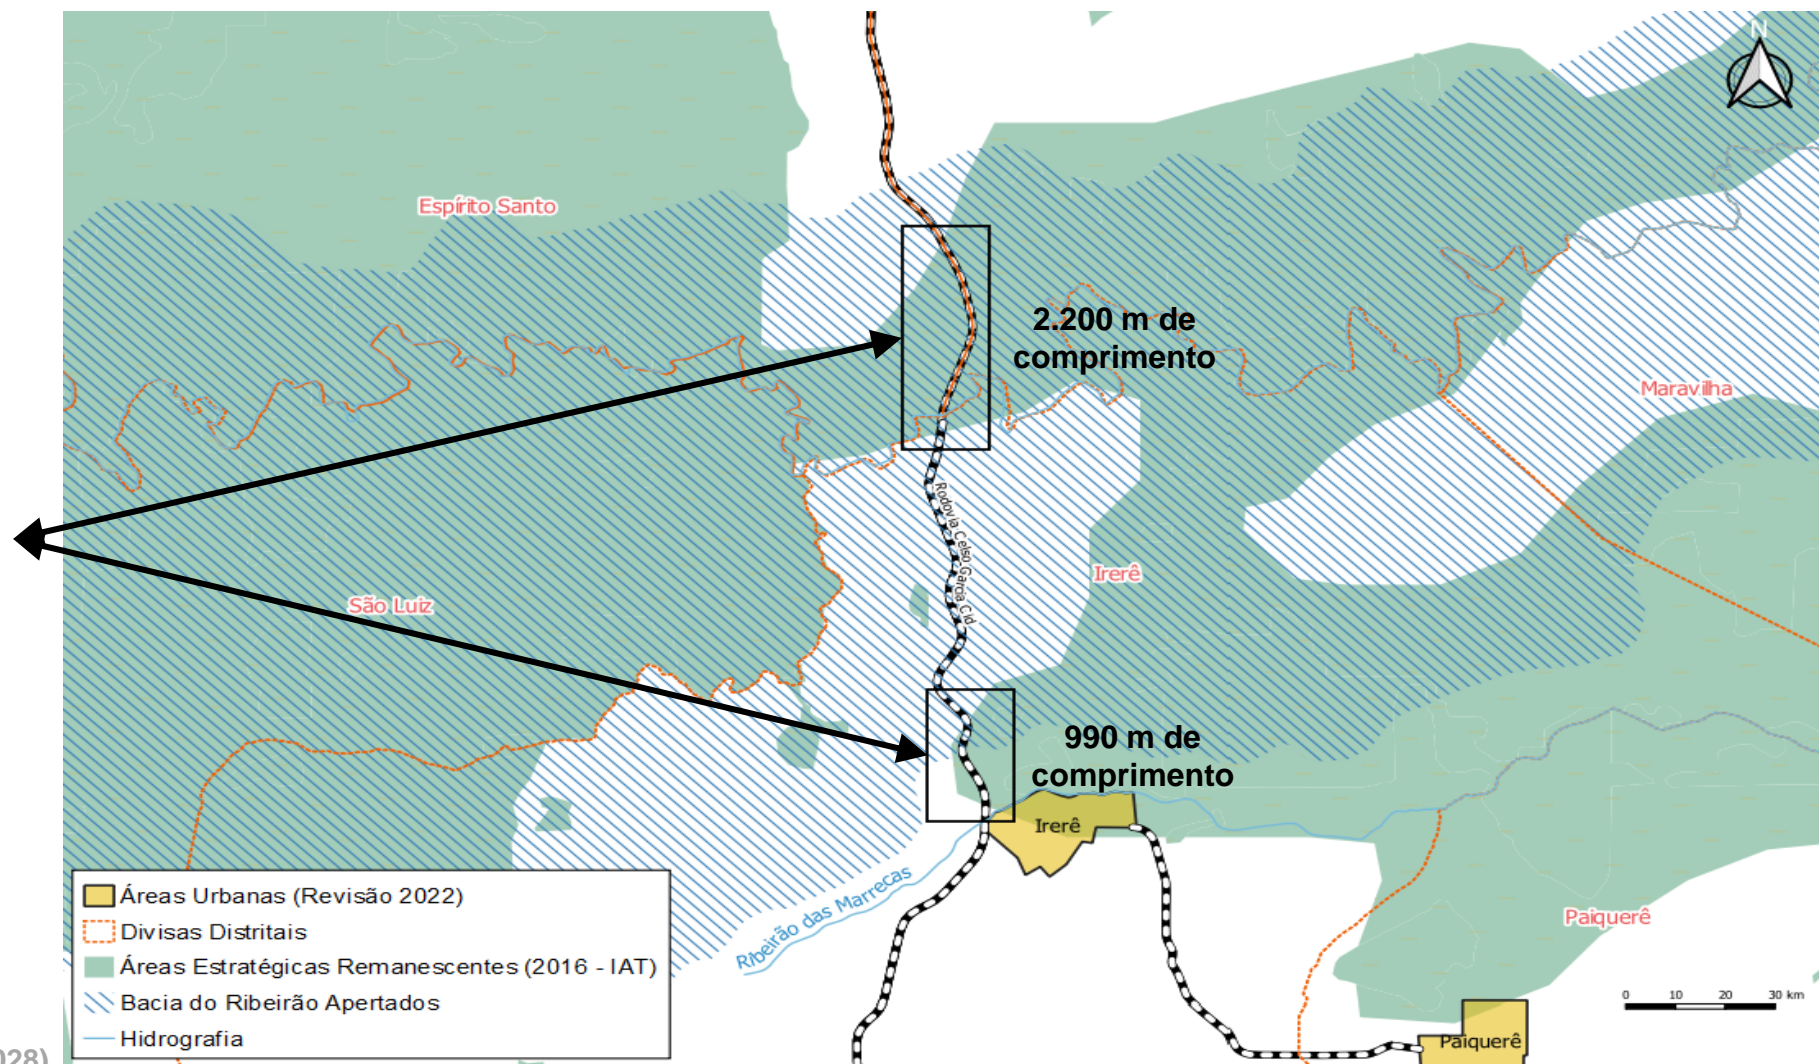 N
Espírito Santo
2.200 m de
comprimento
Maravilha
Rodovia Celso Garcia Cid
Irerê
São Luiz
990 m de
comprimento
Irerê
Ribeirão das Marrecas
Paiquerê
Áreas Urbanas (Revisão 2022)
Divisas Distritais
Áreas Estratégicas Remanescentes (2016 - IAT)
Bacia do Ribeirão Apertados
Hidrografia
0 10 20 30 km
Paiquerê
028)